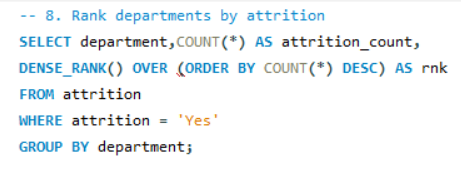 -- 8. Rank departments by attrition
SELECT department,COUNT(*) AS attrition_count,
DENSE_RANK() OVER (ORDER BY COUNT(*) DESC) AS rnk
FROM attrition
WHERE attrition = 'Yes'
GROUP BY department;